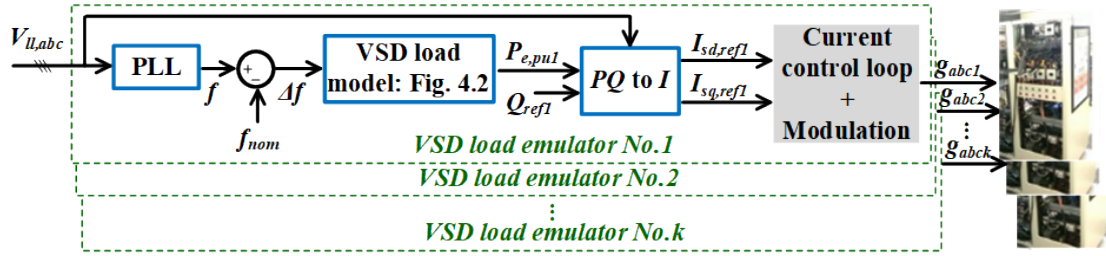 V_ll,abc
PLL
f
+
−
Δf
f_nom
VSD load
model: Fig. 4.2
P_e,pu1
Q_ref1
PQ to I
I_sd,ref1
I_sq,ref1
Current
control loop
+
Modulation
g_abc1
g_abc2
⋮
g_abck
VSD load emulator No.1
VSD load emulator No.2
⋮
VSD load emulator No.k